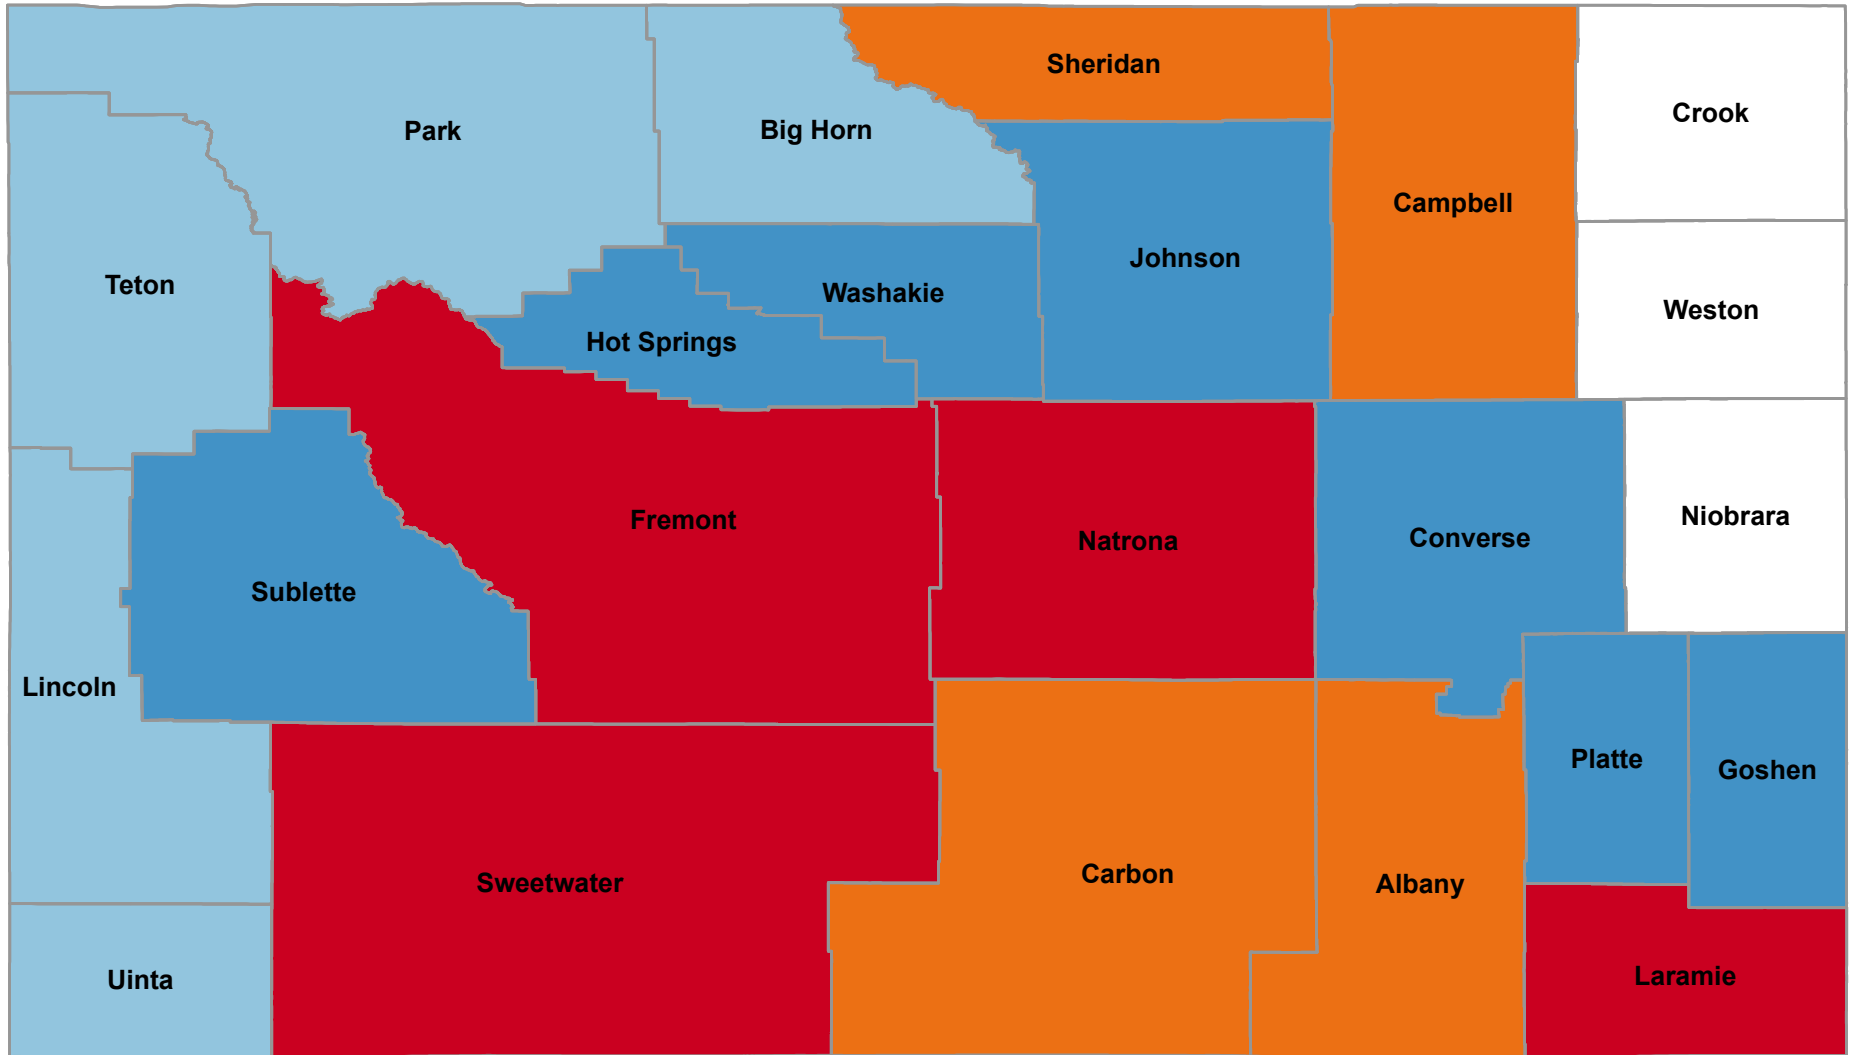 Sheridan
Crook
Park
Big Horn
Campbell
Johnson
Teton
Washakie
Weston
Hot Springs
Fremont
Natrona
Converse
Niobrara
Sublette
Lincoln
Platte
Goshen
Sweetwater
Carbon
Albany
Uinta
Laramie